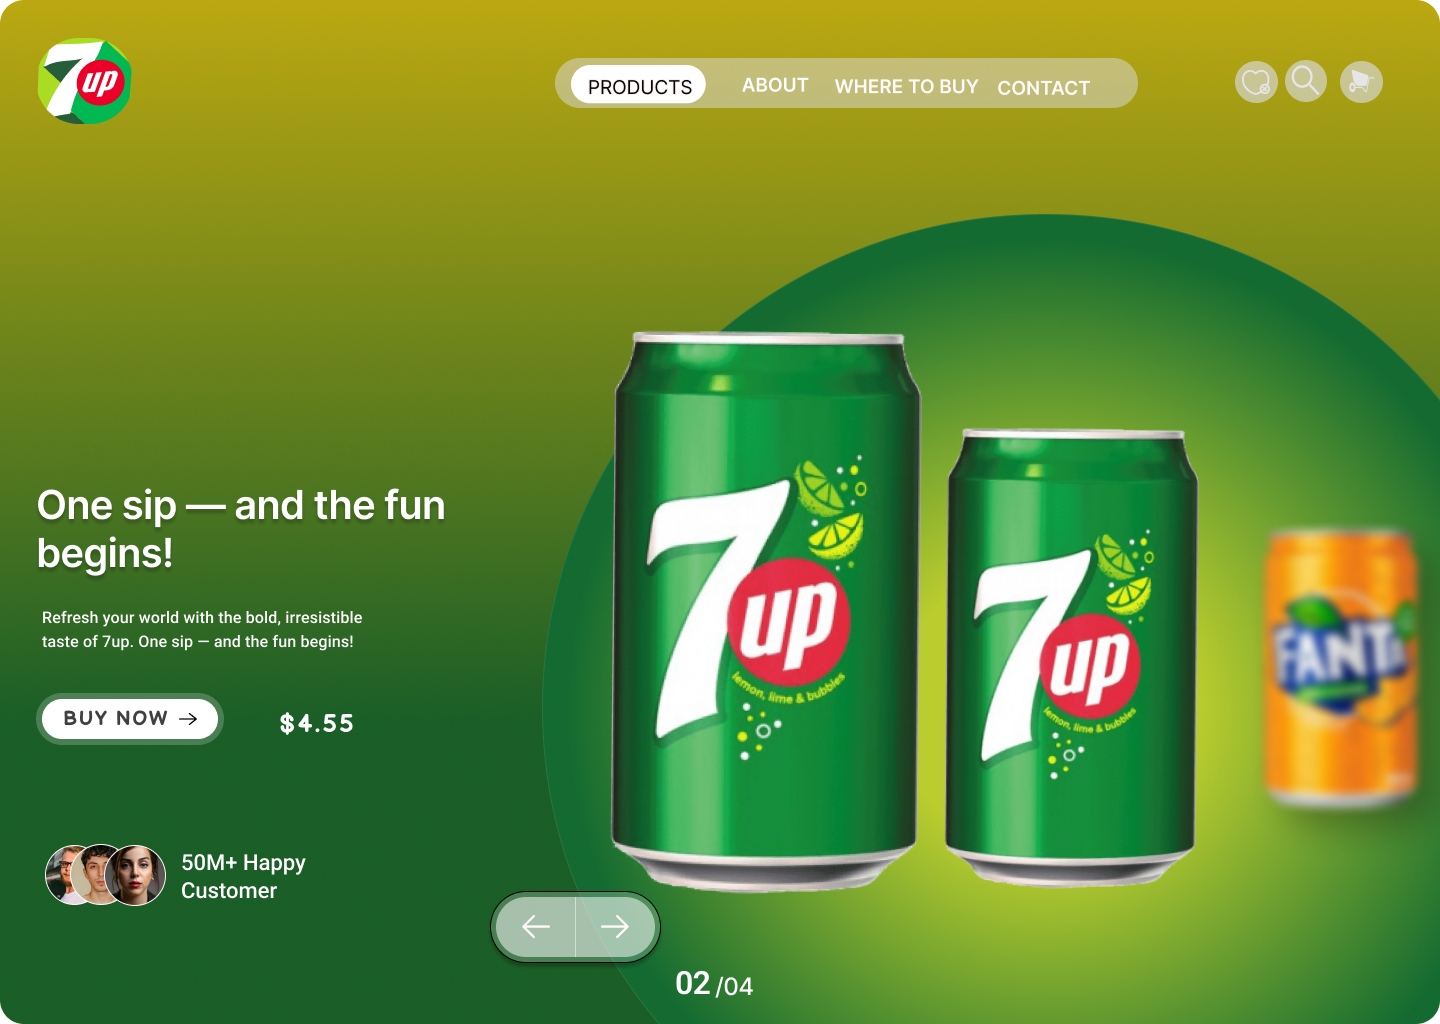 7up
PRODUCTS
ABOUT
WHERE TO BUY
CONTACT
One sip — and the fun
begins!
Refresh your world with the bold, irresistible
taste of 7up. One sip — and the fun begins!
BUY NOW
$4.55
50M+ Happy
Customer
7up
lemon, lime & bubbles
7up
lemon, lime & bubbles
FANTA
02 /04